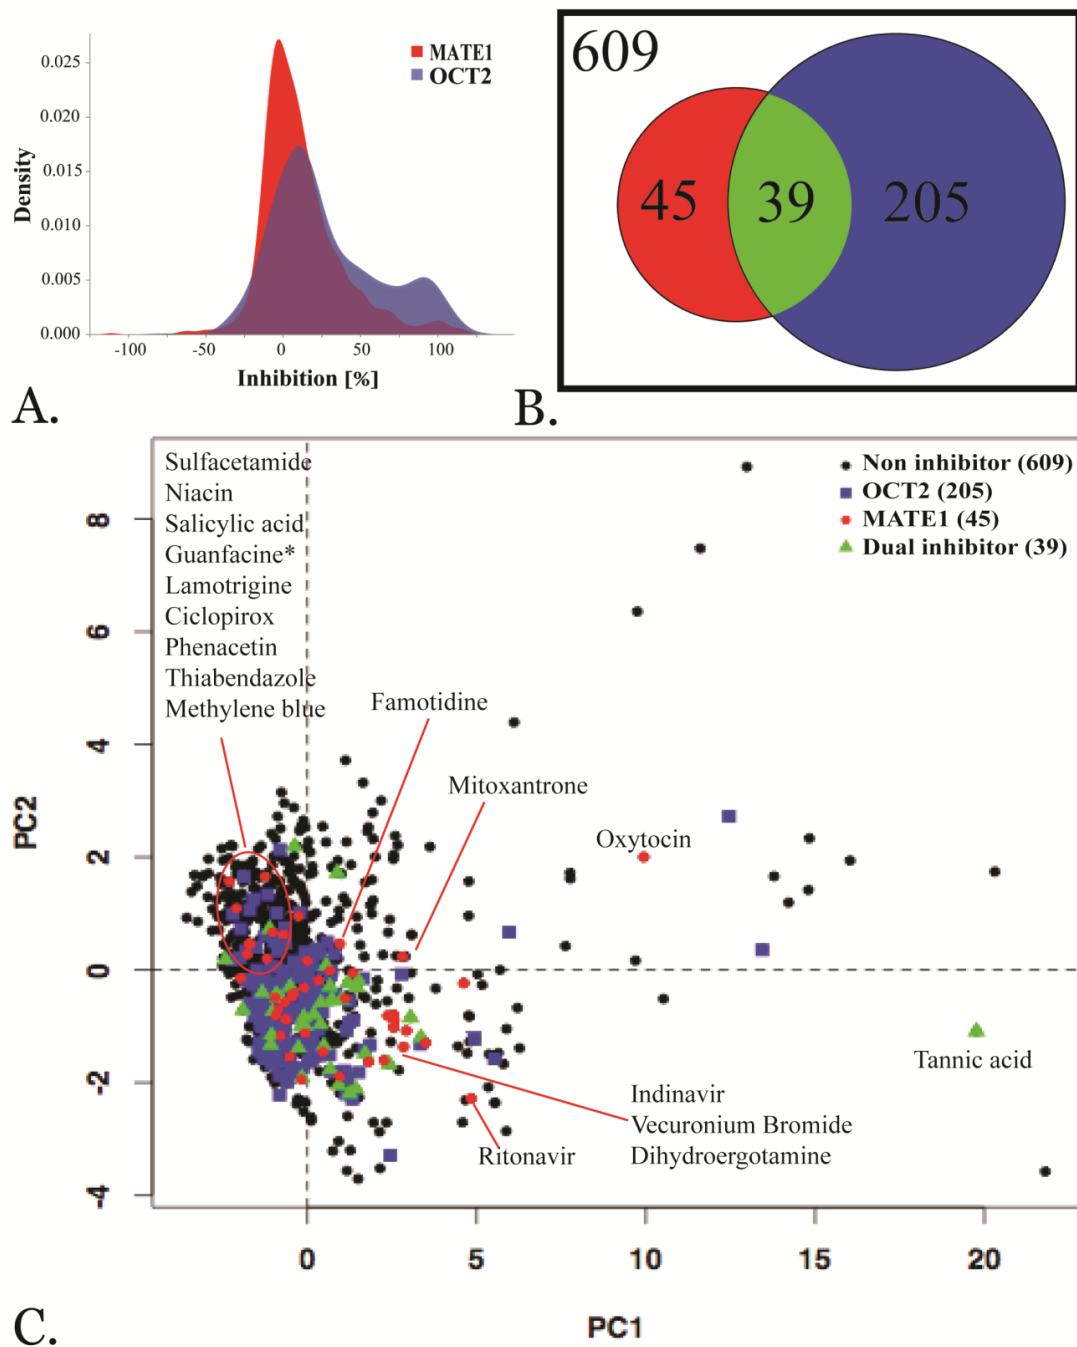 MATE1
OCT2
0.025
0.020
0.015
0.010
0.005
0.000
Density
-100
-50
0
50
100
Inhibition [%]
A.
609
45
39
205
B.
Sulfacetamide
Niacin
Salicylic acid
Guanfacine*
Lamotrigine
Ciclopirox
Phenacetin
Thiabendazole
Methylene blue
Non inhibitor (609)
OCT2 (205)
MATE1 (45)
Dual inhibitor (39)
Famotidine
Mitoxantrone
Oxytocin
Tannic acid
Indinavir
Vecuronium Bromide
Dihydroergotamine
Ritonavir
8
6
4
2
0
-2
-4
PC2
0
5
10
15
20
PC1
C.